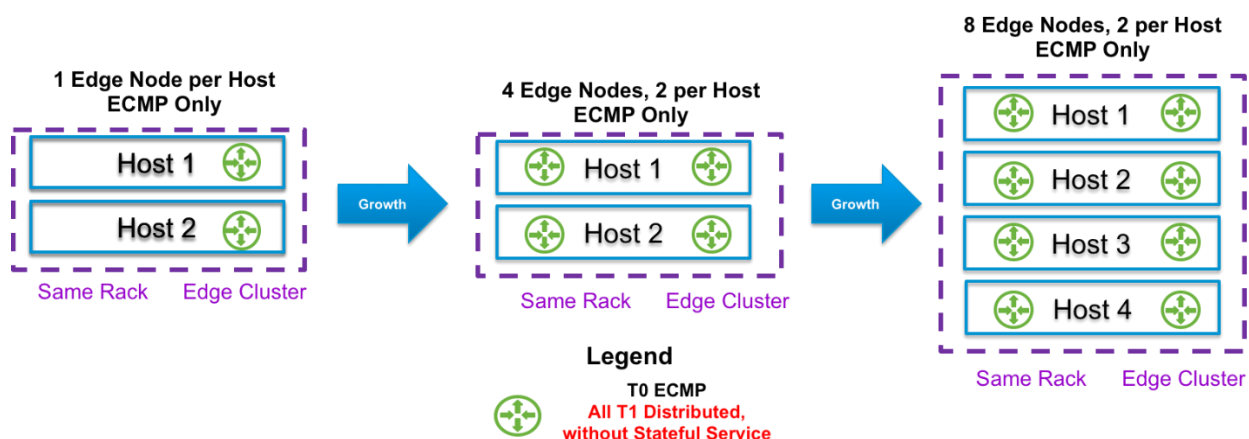 1 Edge Node per Host
ECMP Only
Host 1
Host 2
Same Rack Edge Cluster
Growth
4 Edge Nodes, 2 per Host
ECMP Only
Host 1
Host 2
Same Rack Edge Cluster
Growth
8 Edge Nodes, 2 per Host
ECMP Only
Host 1
Host 2
Host 3
Host 4
Same Rack Edge Cluster
Legend
T0 ECMP
All T1 Distributed,
without Stateful Service